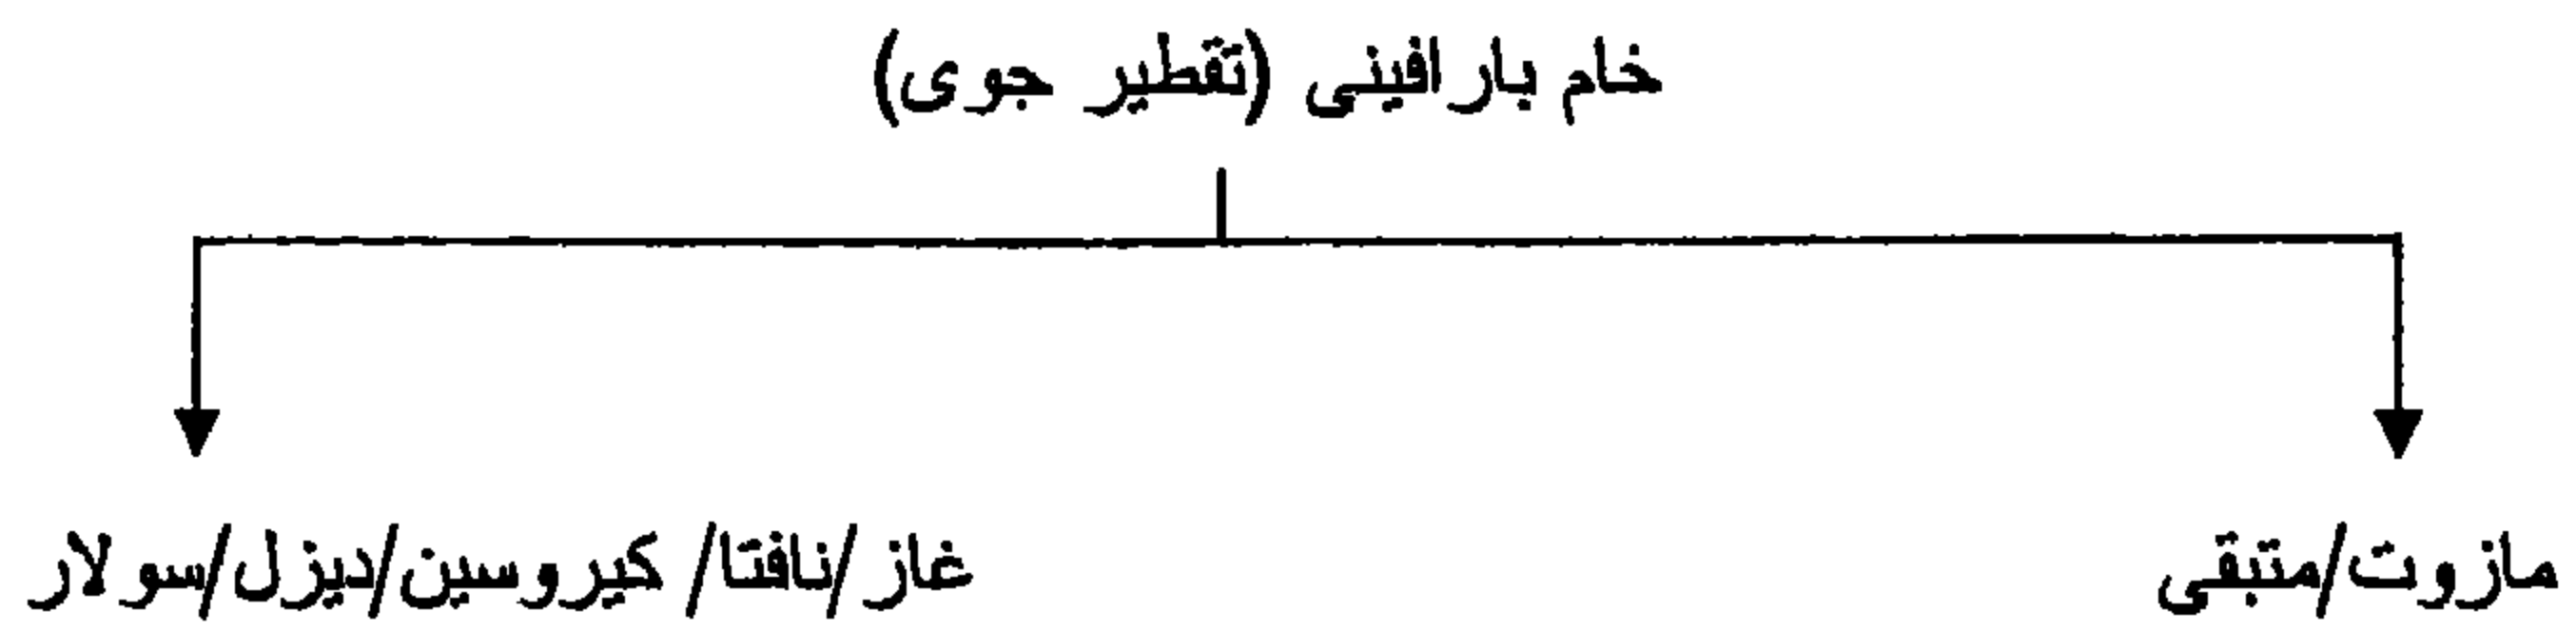 خام بارافينى (تقطير جوى)
مازوت/متبقى
غاز/نافتا/ كيروسين/ديزل/سولار